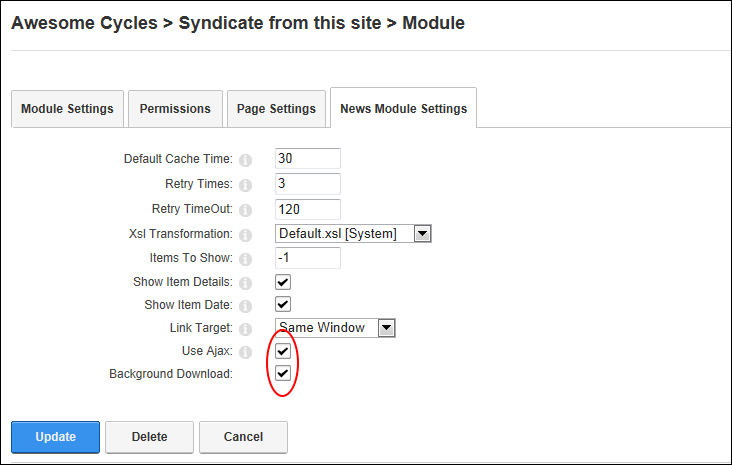 Awesome Cycles > Syndicate from this site > Module
Module Settings Permissions Page Settings News Module Settings
Default Cache Time: 30
Retry Times: 3
Retry TimeOut: 120
Xsl Transformation: Default.xsl [System]
Items To Show: -1
Show Item Details:
Show Item Date:
Link Target: Same Window
Use Ajax:
Background Download:
Update Delete Cancel